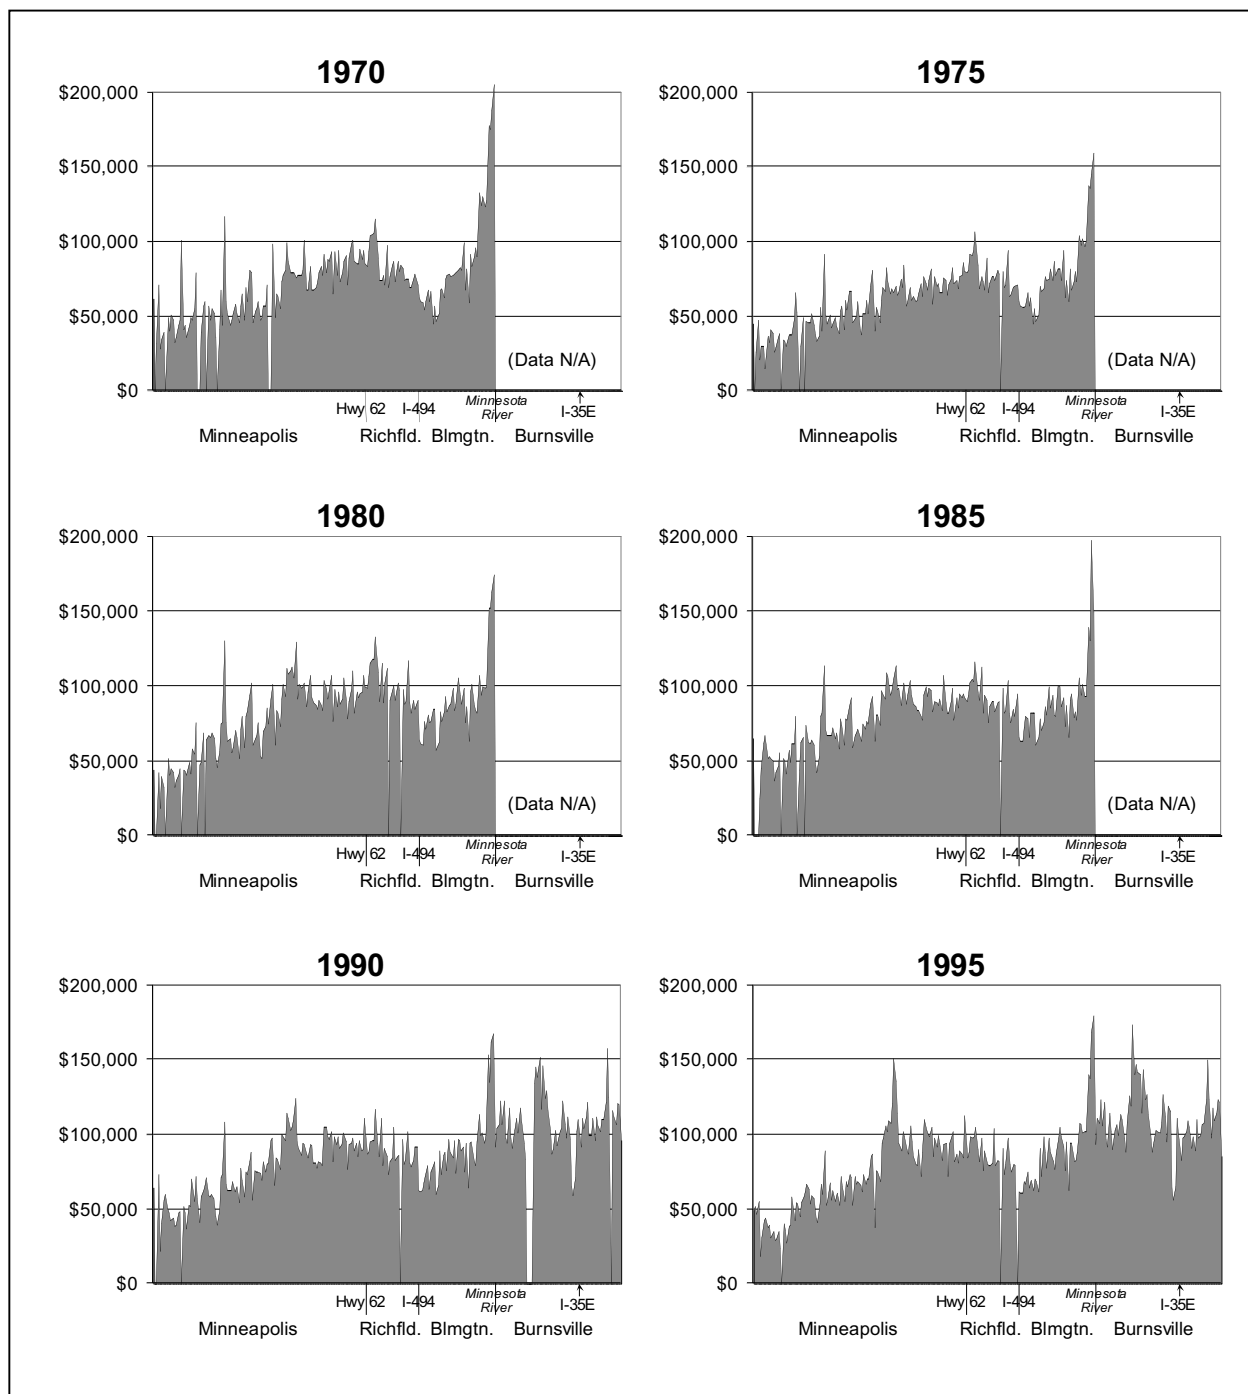 1970
$200,000
$150,000
$100,000
$50,000
$0
(Data N/A)
Hwy 62 I-494 Minnesota River I-35E
Minneapolis Richfld. Blmgtn. Burnsville
1975
$200,000
$150,000
$100,000
$50,000
$0
(Data N/A)
Hwy 62 I-494 Minnesota River I-35E
Minneapolis Richfld. Blmgtn. Burnsville
1980
$200,000
$150,000
$100,000
$50,000
$0
(Data N/A)
Hwy 62 I-494 Minnesota River I-35E
Minneapolis Richfld. Blmgtn. Burnsville
1985
$200,000
$150,000
$100,000
$50,000
$0
(Data N/A)
Hwy 62 I-494 Minnesota River I-35E
Minneapolis Richfld. Blmgtn. Burnsville
1990
$200,000
$150,000
$100,000
$50,000
$0
Hwy 62 I-494 Minnesota River I-35E
Minneapolis Richfld. Blmgtn. Burnsville
1995
$200,000
$150,000
$100,000
$50,000
$0
Hwy 62 I-494 Minnesota River I-35E
Minneapolis Richfld. Blmgtn. Burnsville